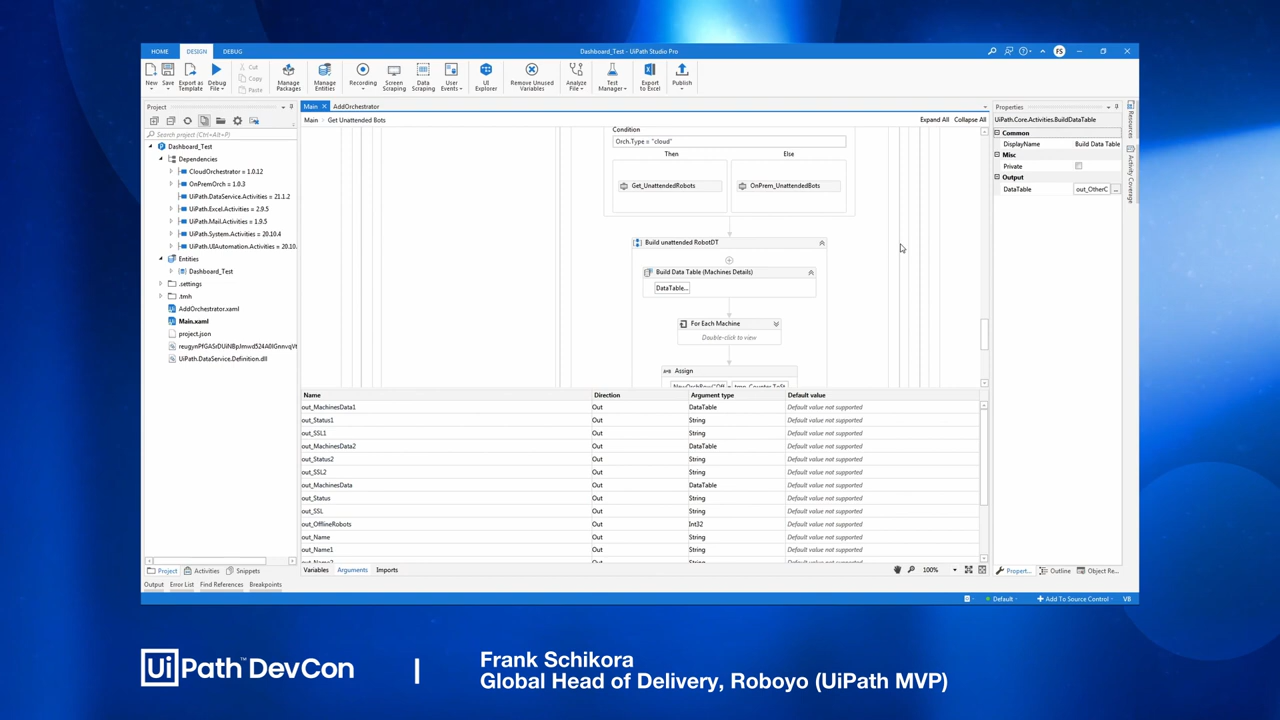 HOME DESIGN DEBUG
Dashboard_Test - UiPath Studio Pro
FS
New
Save
Export as Template
Debug File
Cut
Copy
Paste
Manage Packages
Manage Entities
Recording
Screen Scraping
Data Scraping
User Events
UI Explorer
Remove Unused Variables
Analyze File
Test Manager
Export to Excel
Publish
Project
Search project (Ctrl+Alt+P)
Dashboard_Test
Dependencies
CloudOrchestrator = 1.0.12
OnPremOrch = 1.0.3
UiPath.DataService.Activities = 21.1.2
UiPath.Excel.Activities = 2.9.5
UiPath.Mail.Activities = 1.9.5
UiPath.System.Activities = 20.10.4
UiPath.UIAutomation.Activities = 20.10.
Entities
Dashboard_Test
.settings
.tmh
AddOrchestrator.xaml
Main.xaml
project.json
UiPath.DataService.Definition.dll
Project Activities Snippets
Main AddOrchestrator
Main Get Unattended Bots
Expand All Collapse All
Condition
Orch.Type = "cloud"
Then Else
Get_UnattendedRobots
OnPrem_UnattendedBots
Build unattended RobotDT
Build Data Table (Machines Details)
DataTable...
For Each Machine
Double-click to view
Assign
Name Direction Argument type Default value
out_MachinesData1 Out DataTable Default value not supported
out_Status1 Out String Default value not supported
out_SSL1 Out String Default value not supported
out_MachinesData2 Out DataTable Default value not supported
out_Status2 Out String Default value not supported
out_SSL2 Out String Default value not supported
out_MachinesData Out DataTable Default value not supported
out_Status Out String Default value not supported
out_SSL Out String Default value not supported
out_OfflineRobots Out Int32 Default value not supported
out_Name Out String Default value not supported
out_Name1 Out String Default value not supported
Variables Arguments Imports
100%
Properties
UiPath.Core.Activities.BuildDataTable
Common
DisplayName Build Data Table
Misc
Private
Output
DataTable out_OtherC ...
Resources
Activity Coverage
Propert... Outline Object Re...
Output Error List Find References Breakpoints
Default Add To Source Control VB
UiPath™ DevCon
Frank Schikora
Global Head of Delivery, Roboyo (UiPath MVP)